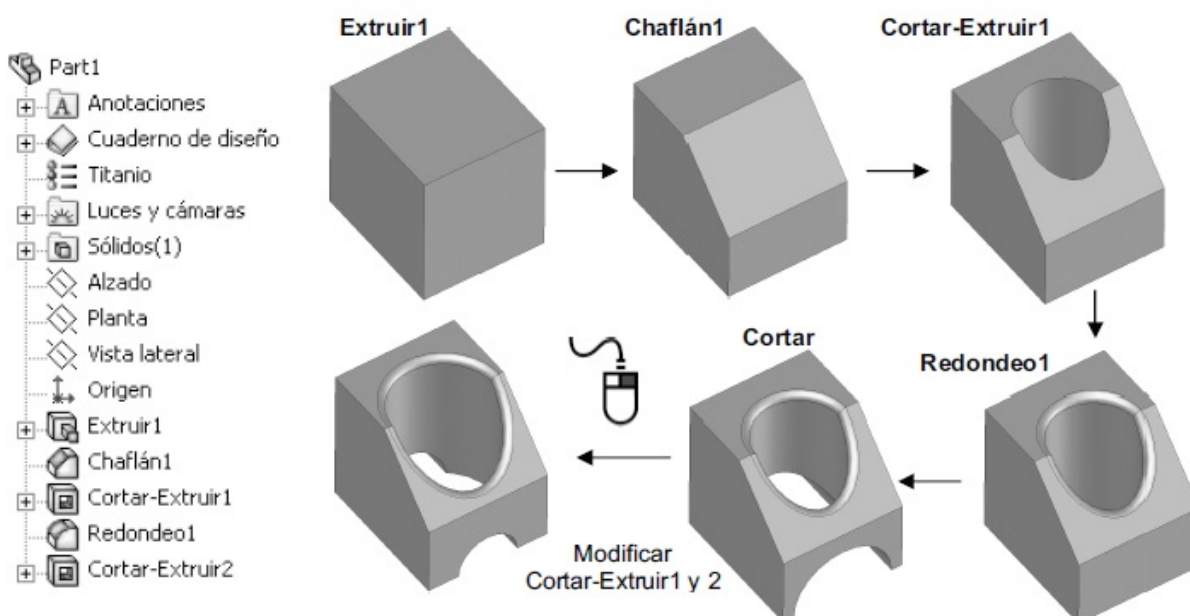 Part1
A Anotaciones
Cuaderno de diseño
Titanio
Luces y cámaras
Sólidos(1)
Alzado
Planta
Vista lateral
Origen
Extruir1
Chaflán1
Cortar-Extruir1
Redondeo1
Cortar-Extruir2
Extruir1
Chaflán1
Cortar-Extruir1
Redondeo1
Cortar
Modificar
Cortar-Extruir1 y 2